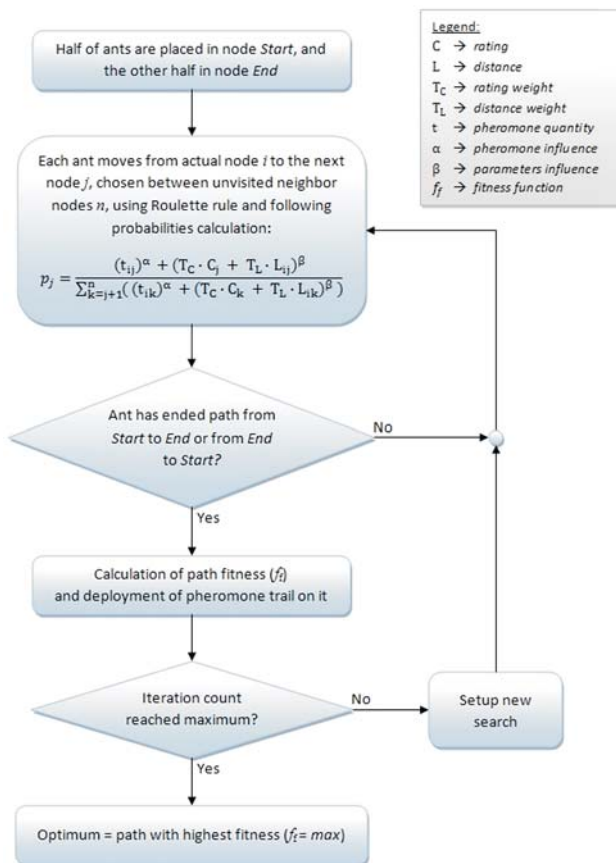 Half of ants are placed in node Start, and
the other half in node End
Legend:
C → rating
L → distance
T_C → rating weight
T_L → distance weight
t → pheromone quantity
α → pheromone influence
β → parameters influence
f_f → fitness function
Each ant moves from actual node i to the next
node j, chosen between unvisited neighbor
nodes n, using Roulette rule and following
probabilities calculation:
p_j = ((t_ij)^α + (T_C · C_j + T_L · L_ij)^β) / (∑_{k=j+1}^{n} ((t_ik)^α + (T_C · C_k + T_L · L_ik)^β))
Ant has ended path from
Start to End or from End
to Start?
No
Yes
Calculation of path fitness (f_f)
and deployment of pheromone trail on it
Iteration count
reached maximum?
No
Setup new
search
Yes
Optimum = path with highest fitness (f_f = max)